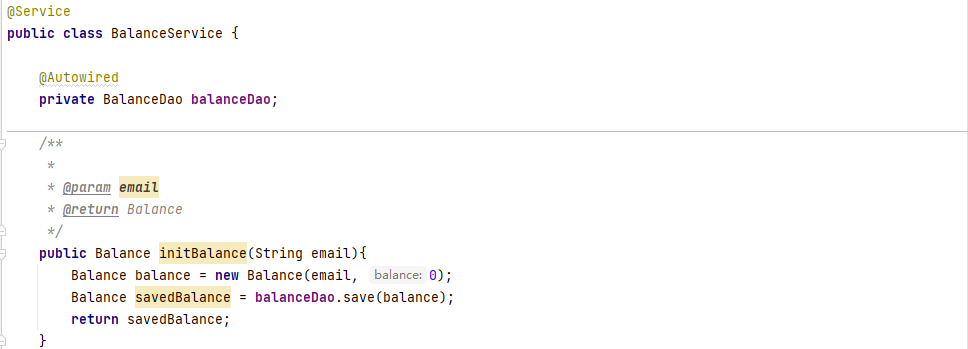 @Service
public class BalanceService {
@Autowired
private BalanceDao balanceDao;
/**
*
* @param email
* @return Balance
*/
public Balance initBalance(String email){
Balance balance = new Balance(email, balance: 0);
Balance savedBalance = balanceDao.save(balance);
return savedBalance;
}